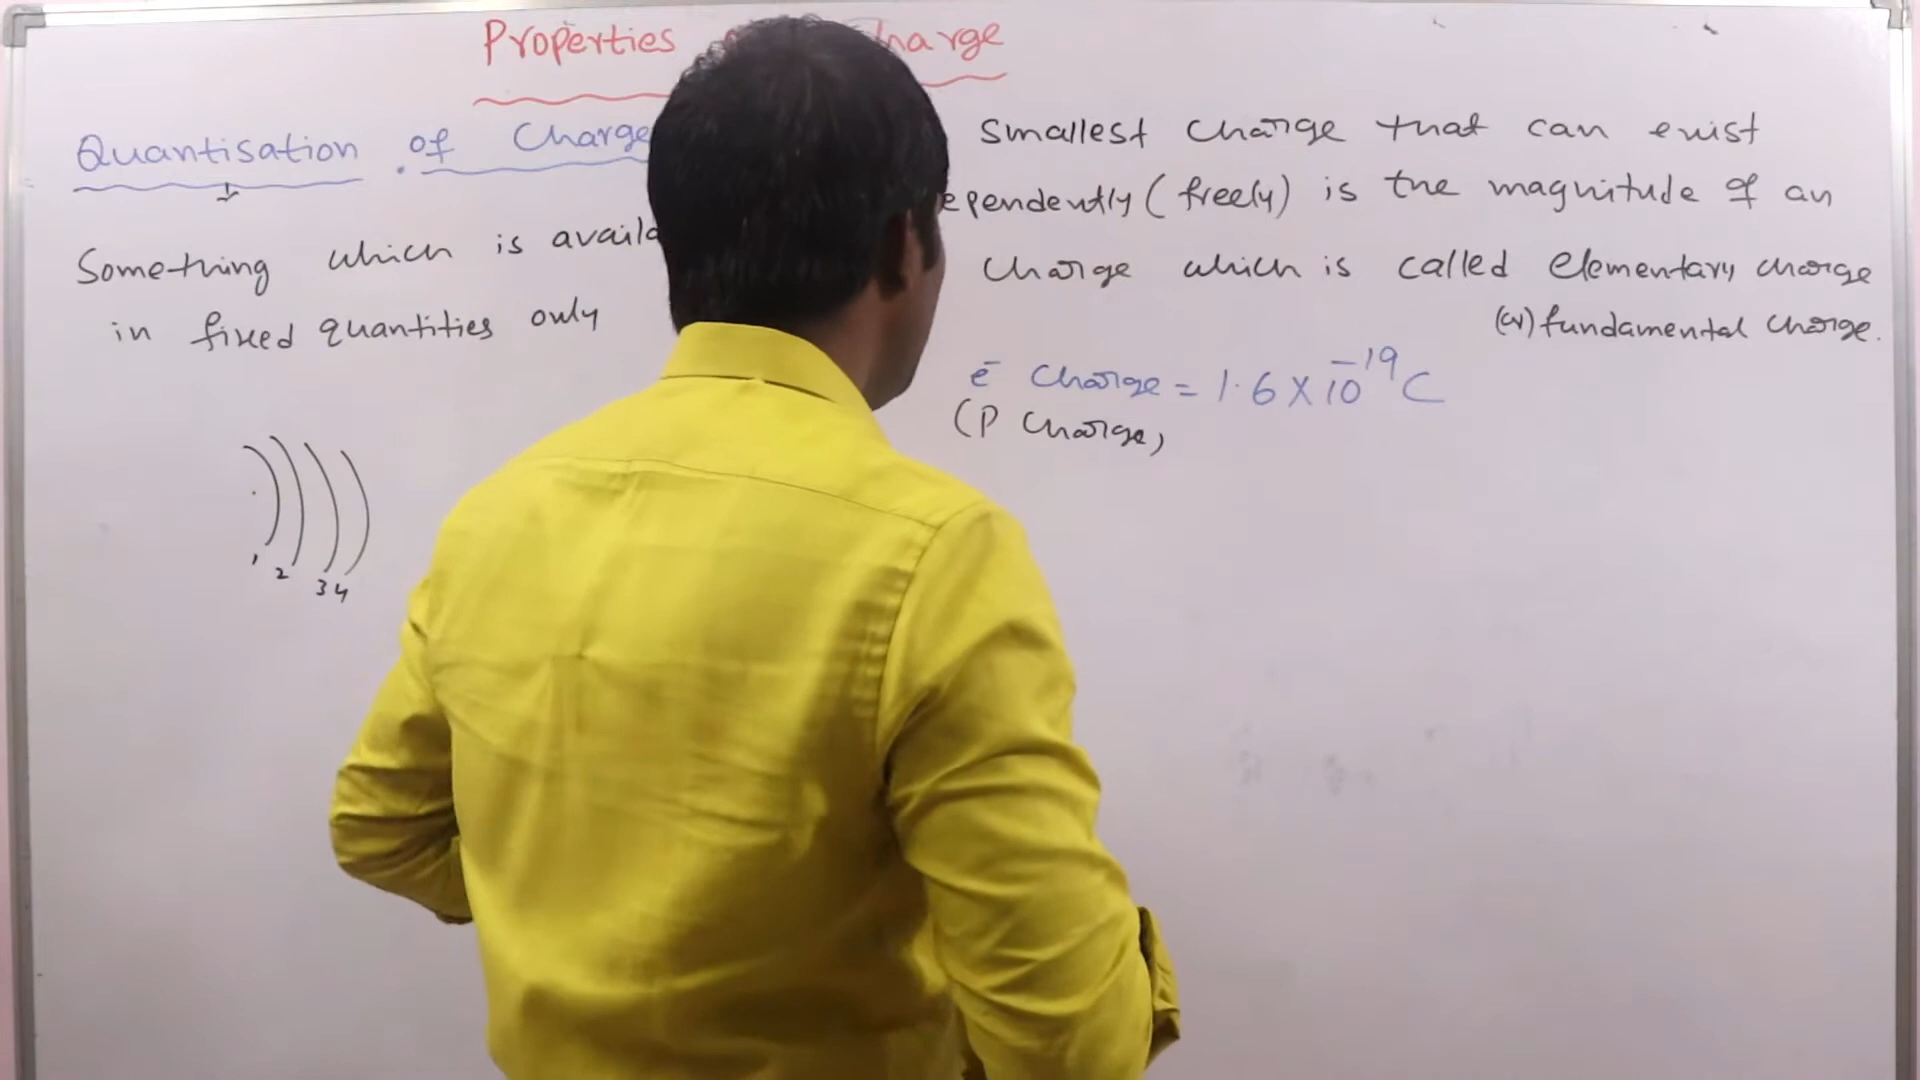 Properties harge
Quantisation of Charge
Something which is availa
in fixed quantities only
1 2 3 4
Smallest charge that can exist
ependently (freely) is the magnitude of an
charge which is called elementary charge
(or) fundamental charge.
e̅ charge = 1.6 × 10⁻¹⁹ C
(P charge)